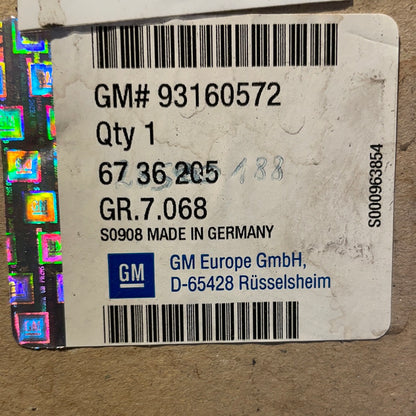 GM# 93160572
Qty 1
67 36 205
GR.7.068
S0908 MADE IN GERMANY
GM
GM Europe GmbH,
D-65428 Rüsselsheim
S000963854